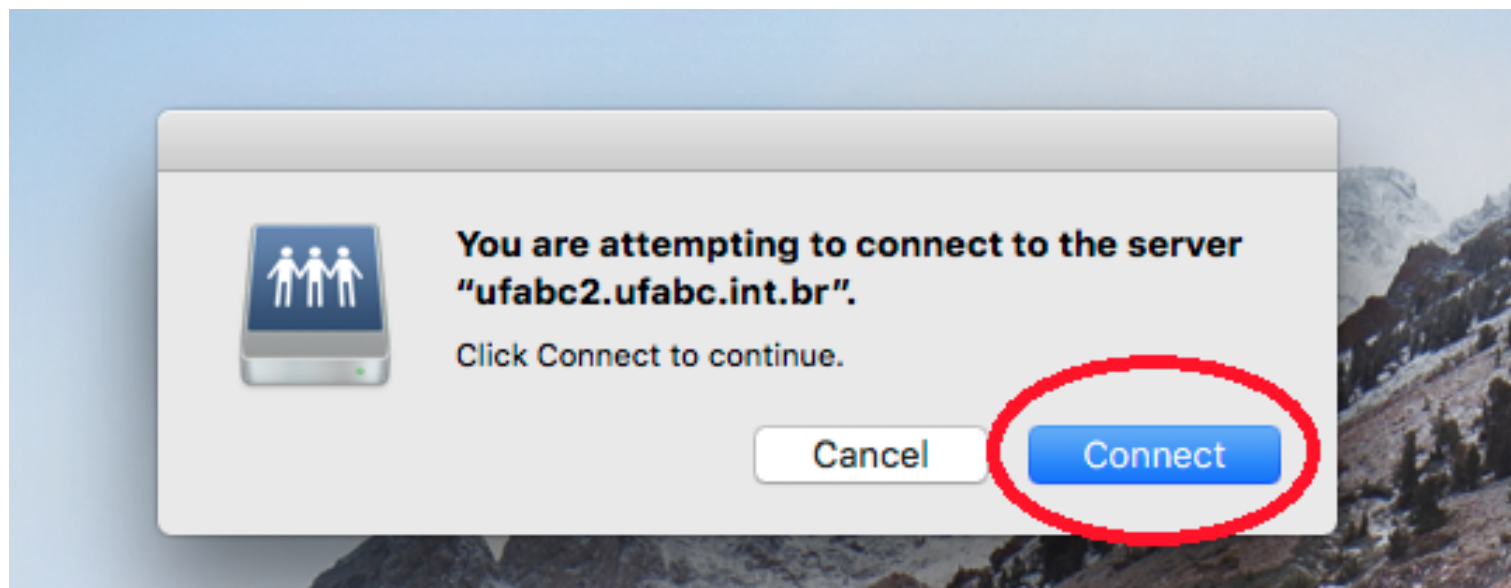 You are attempting to connect to the server
“ufabc2.ufabc.int.br”.
Click Connect to continue.
Cancel
Connect